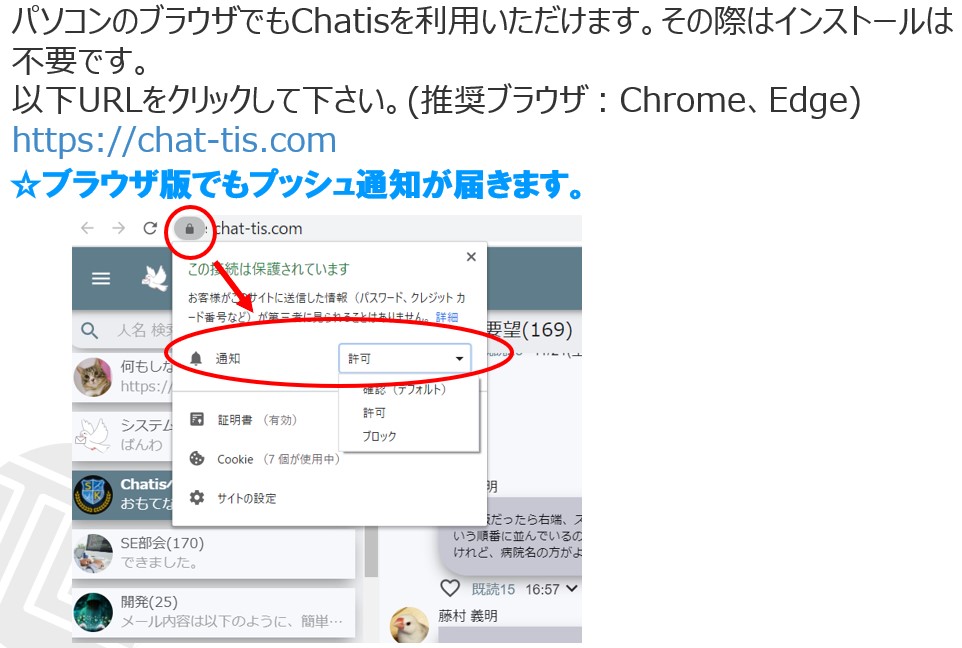 パソコンのブラウザでもChatisを利用いただけます。その際はインストールは
不要です。
以下URLをクリックして下さい。(推奨ブラウザ：Chrome、Edge)
https://chat-tis.com
☆ブラウザ版でもプッシュ通知が届きます。
chat-tis.com
この接続は保護されています
お客様がこのサイトに送信した情報（パスワード、クレジット カ
ード番号など）が第三者に見られることはありません。 詳細
人名 検
要望(169)
通知 許可
何もしな
https:/
確認（デフォルト）
許可
ブロック
システム
ばんわ
証明書 （有効）
Cookie （7 個が使用中）
Chatis
おもてな
サイトの設定
明
だったら右端、ス
いう順番に並んでいるの
けれど、病院名の方がよ
SE部会(170)
できました。
既読15 16:57
開発(25)
メール内容は以下のように、簡単…
藤村 義明